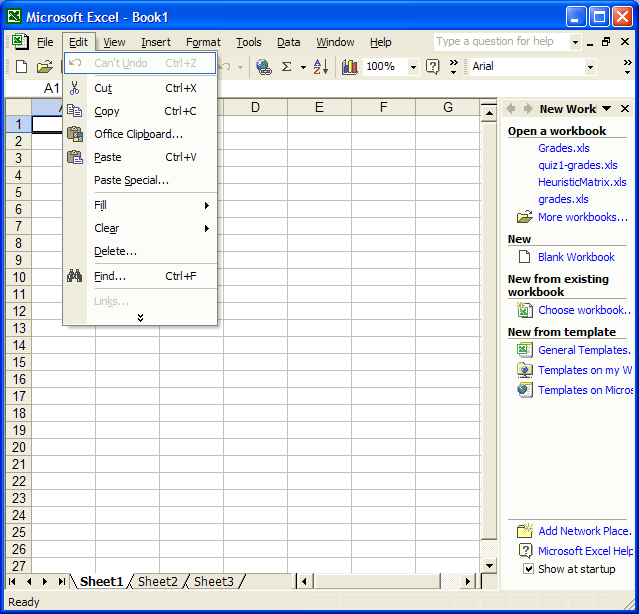 Microsoft Excel - Book1
File Edit View Insert Format Tools Data Window Help Type a question for help
Σ 100% Arial
Can't Undo Ctrl+Z
Cut Ctrl+X
Copy Ctrl+C
Office Clipboard...
Paste Ctrl+V
Paste Special...
Fill
Clear
Delete...
Find... Ctrl+F
Links...
A1
D E F G
1
2
3
4
5
6
7
8
9
10
11
12
13
14
15
16
17
18
19
20
21
22
23
24
25
26
27
New Work
Open a workbook
Grades.xls
quiz1-grades.xls
HeuristicMatrix.xls
grades.xls
More workbooks...
New
Blank Workbook
New from existing
workbook
Choose workbook..
New from template
General Templates.
Templates on my W
Templates on Micros
Add Network Place.
Microsoft Excel Help
Show at startup
Sheet1 Sheet2 Sheet3
Ready